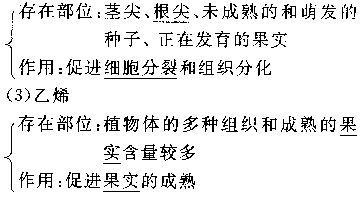 存在部位:茎尖、根尖、未成熟的和萌发的
种子、正在发育的果实
作用:促进细胞分裂和组织分化
(3)乙烯
存在部位:植物体的多种组织和成熟的果
实含量较多
作用:促进果实的成熟